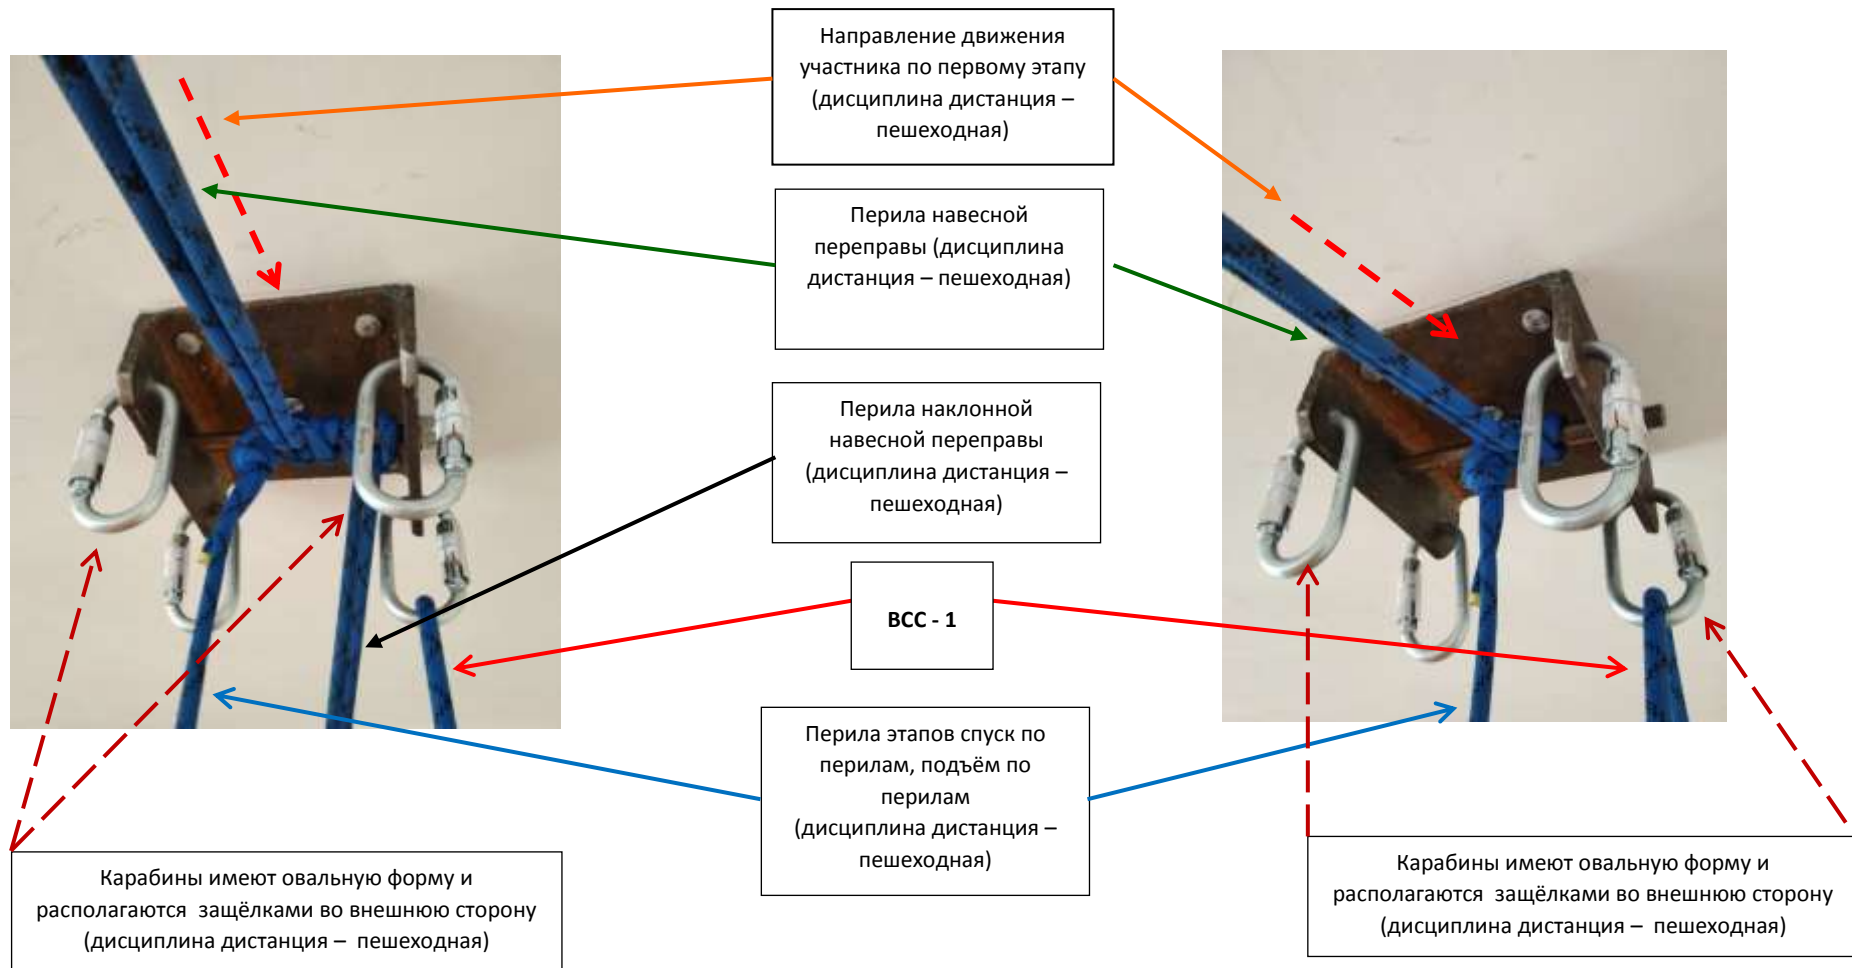 Направление движения
участника по первому этапу
(дисциплина дистанция –
пешеходная)
Перила навесной
переправы (дисциплина
дистанция – пешеходная)
Перила наклонной
навесной переправы
(дисциплина дистанция –
пешеходная)
ВСС - 1
Перила этапов спуск по
перилам, подъём по
перилам
(дисциплина дистанция –
пешеходная)
Карабины имеют овальную форму и
располагаются защёлками во внешнюю сторону
(дисциплина дистанция – пешеходная)
Карабины имеют овальную форму и
располагаются защёлками во внешнюю сторону
(дисциплина дистанция – пешеходная)